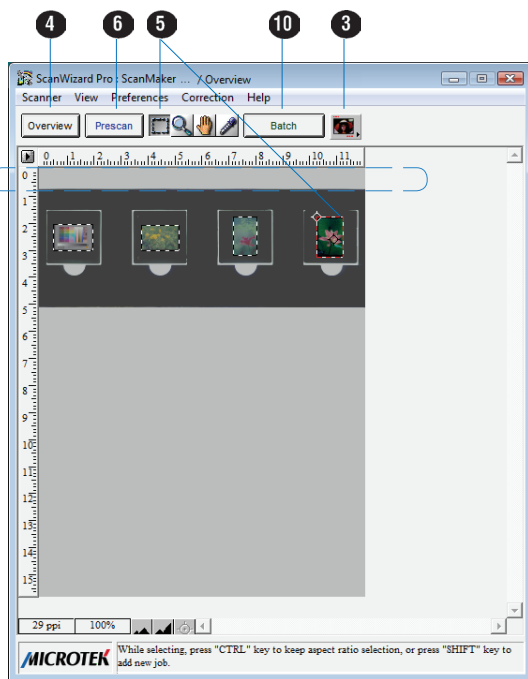 4 6 5 10 3
ScanWizard Pro : ScanMaker ... / Overview
Scanner View Preferences Correction Help
Overview Prescan Batch
0 1 2 3 4 5 6 7 8 9 10 11
0
1
2
3
4
5
6
7
8
9
10
11
12
13
14
15
29 ppi 100%
MICROTEK
While selecting, press "CTRL" key to keep aspect ratio selection, or press "SHIFT" key to
add new job.